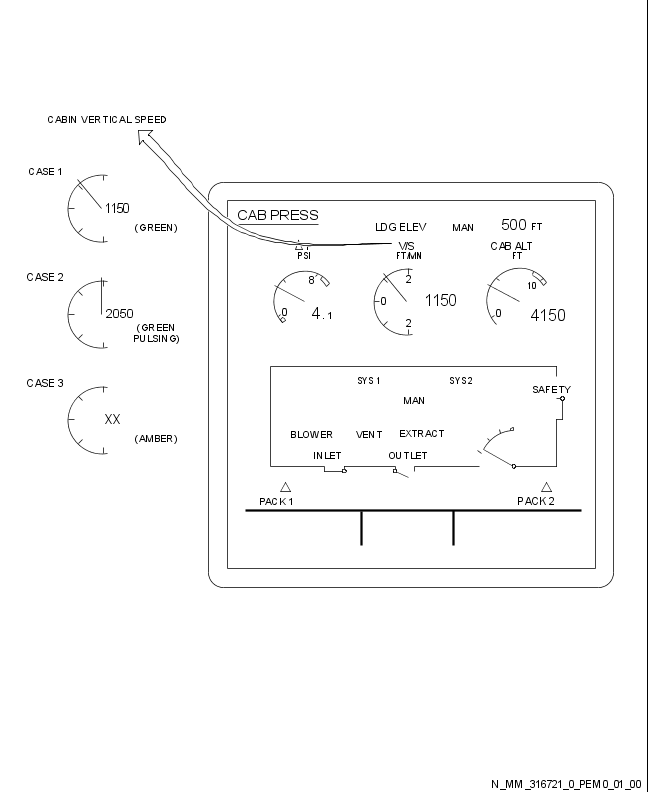 CABIN VERTICAL SPEED
CASE 1
1150
(GREEN)
CASE 2
2050
(GREEN
PULSING)
CASE 3
XX
(AMBER)
CAB PRESS
LDG ELEV MAN 500 FT
PSI
8
0
4.1
V/S
FT/MN
2
0
2
1150
CAB ALT
FT
10
0
4150
SYS 1 SYS 2
MAN
SAFETY
BLOWER VENT EXTRACT
INLET OUTLET
PACK 1 PACK 2
N_MM_316721_0_PEM0_01_00